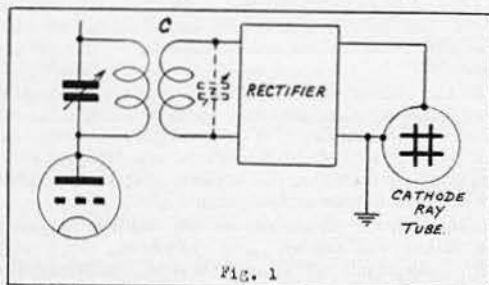 C
RECTIFIER
CATHODE
RAY
TUBE.
Fig. 1